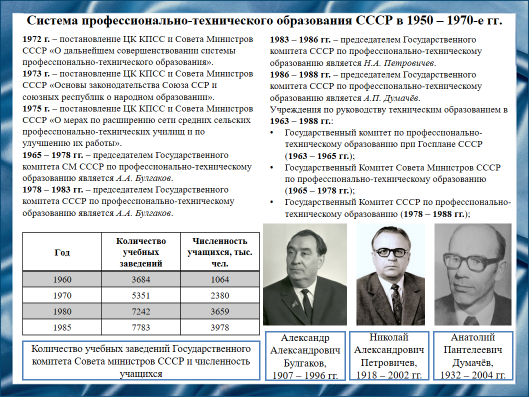 Система профессионально-технического образования СССР в 1950 – 1970-е гг.
1972 г. – постановление ЦК КПСС и Совета Министров
СССР «О дальнейшем совершенствовании системы
профессионально-технического образования».
1973 г. – постановление ЦК КПСС и Совета Министров
СССР «Основы законодательства Союза ССР и
союзных республик о народном образовании».
1975 г. – постановление ЦК КПСС и Совета Министров
СССР «О мерах по расширению сети средних сельских
профессионально-технических училищ и по
улучшению их работы».
1965 – 1978 гг. – председателем Государственного
комитета СМ СССР по профессионально-техническому
образованию является А.А. Булгаков.
1978 – 1983 гг. – председателем Государственного
комитета СССР по профессионально-техническому
образованию является А.А. Булгаков.
1983 – 1986 гг. – председателем Государственного
комитета СССР по профессионально-техническому
образованию является Н.А. Петровичев.
1986 – 1988 гг. – председателем Государственного
комитета СССР по профессионально-техническому
образованию является А.П. Думачёв.
Учреждения по руководству техническим образованием в
1963 – 1988 гг.:
• Государственный комитет по профессионально-
техническому образованию при Госплане СССР
(1963 – 1965 гг.);
• Государственный Комитет Совета Министров СССР
по профессионально-техническому образованию
(1965 – 1978 гг.);
• Государственный Комитет СССР по профессионально-
техническому образованию (1978 – 1988 гг.);
Год Количество учебных заведений Численность учащихся, тыс. чел.
1960 3684 1064
1970 5351 2380
1980 7242 3659
1985 7783 3978
Количество учебных заведений Государственного
комитета Совета министров СССР и численность
учащихся
Александр
Александрович
Булгаков,
1907 – 1996 гг.
Николай
Александрович
Петровичев,
1918 – 2002 гг.
Анатолий
Пантелеевич
Думачёв,
1932 – 2004 гг.